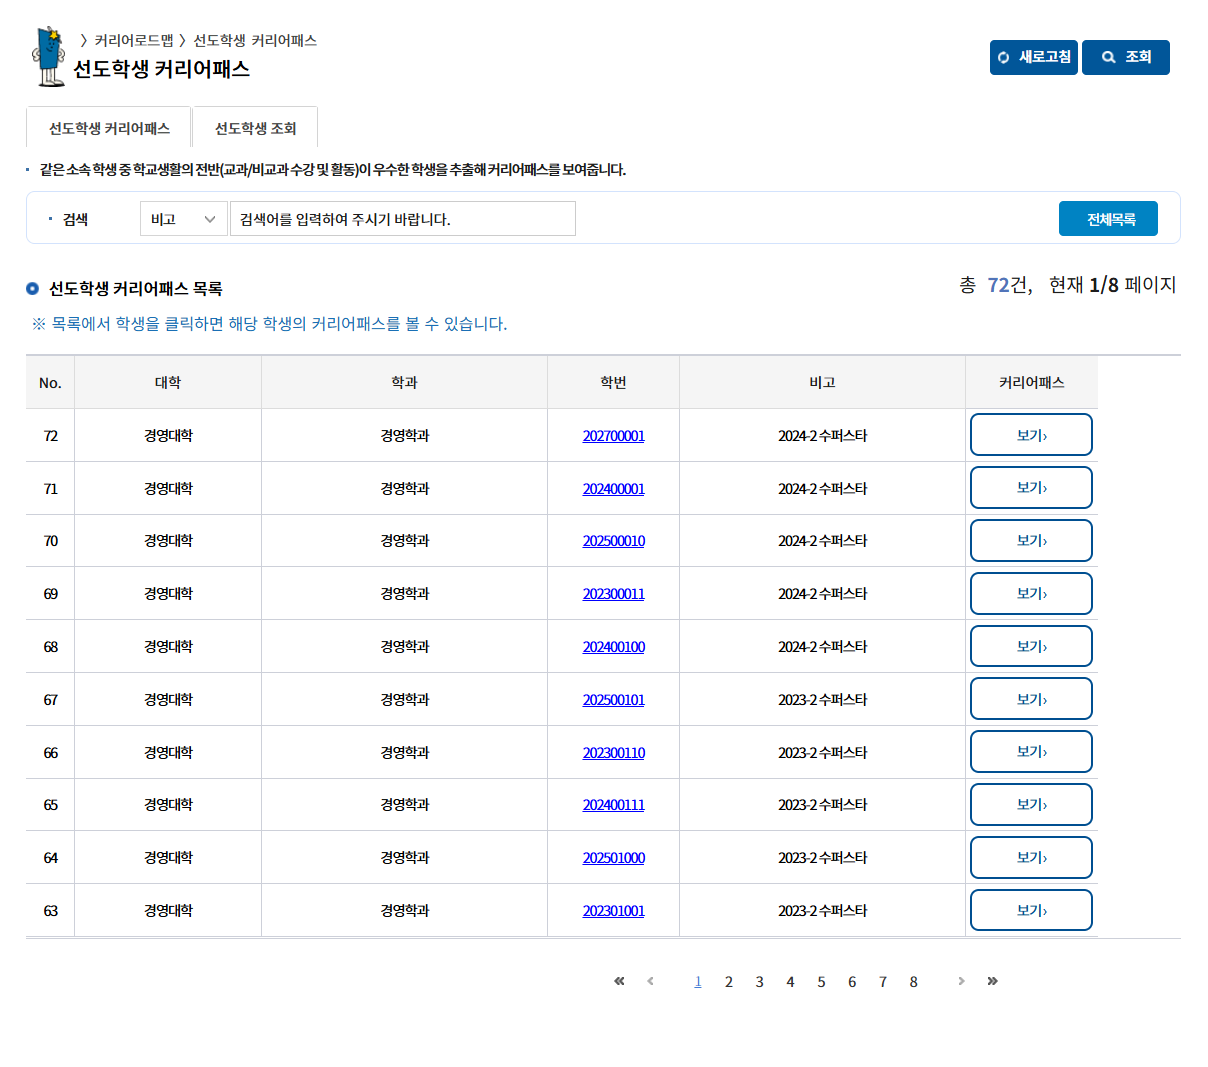 〉커리어로드맵 〉선도학생 커리어패스
선도학생 커리어패스
새로고침 조회
선도학생 커리어패스 선도학생 조회
같은 소속 학생 중 학교생활의 전반(교과/비교과 수강 및 활동)이 우수한 학생을 추출해 커리어패스를 보여줍니다.
검색 비고 검색어를 입력하여 주시기 바랍니다. 전체목록
선도학생 커리어패스 목록 총 72건, 현재 1/8 페이지
※ 목록에서 학생을 클릭하면 해당 학생의 커리어패스를 볼 수 있습니다.
No. 대학 학과 학번 비고 커리어패스
72 경영대학 경영학과 202700001 2024-2 수퍼스타 보기›
71 경영대학 경영학과 202400001 2024-2 수퍼스타 보기›
70 경영대학 경영학과 202500010 2024-2 수퍼스타 보기›
69 경영대학 경영학과 202300011 2024-2 수퍼스타 보기›
68 경영대학 경영학과 202400100 2024-2 수퍼스타 보기›
67 경영대학 경영학과 202500101 2023-2 수퍼스타 보기›
66 경영대학 경영학과 202300110 2023-2 수퍼스타 보기›
65 경영대학 경영학과 202400111 2023-2 수퍼스타 보기›
64 경영대학 경영학과 202501000 2023-2 수퍼스타 보기›
63 경영대학 경영학과 202301001 2023-2 수퍼스타 보기›
« ‹ 1 2 3 4 5 6 7 8 › »